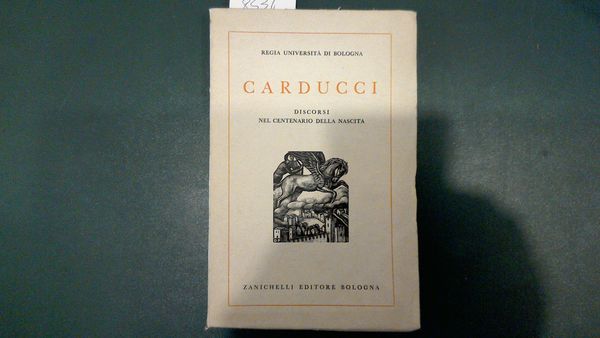 REGIA UNIVERSITÀ DI BOLOGNA
CARDUCCI
DISCORSI
NEL CENTENARIO DELLA NASCITA
ZANICHELLI EDITORE BOLOGNA